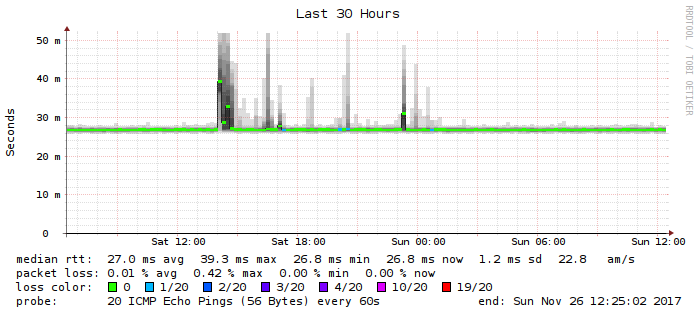 Last 30 Hours
RRDTOOL / TOBI OETIKER
Seconds
50 m
40 m
30 m
20 m
10 m
0
Sat 12:00 Sat 18:00 Sun 00:00 Sun 06:00 Sun 12:00
median rtt: 27.0 ms avg 39.3 ms max 26.8 ms min 26.8 ms now 1.2 ms sd 22.8 am/s
packet loss: 0.01 % avg 0.42 % max 0.00 % min 0.00 % now
loss color: 0 1/20 2/20 3/20 4/20 10/20 19/20
probe: 20 ICMP Echo Pings (56 Bytes) every 60s end: Sun Nov 26 12:25:02 2017